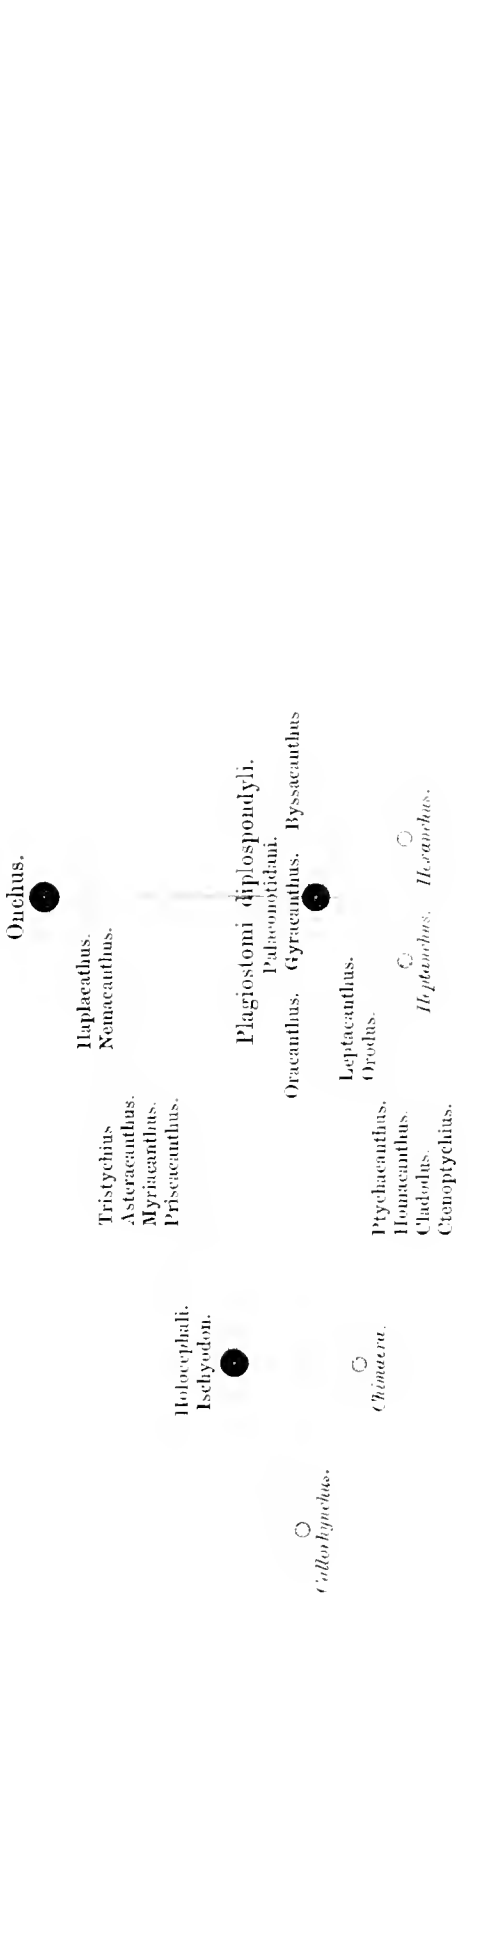 Onchus.
Haplacathus.
Nemacanthus.
Tristychius
Asteracanthus.
Myriacanthus.
Priscacanthus.
Holocephali.
Ischyodon.
Plagiostomi diplospondyli.
Palaeonotidani.
Oracanthus. Gyracanthus. Byssacanthus
Leptacanthus.
Orodus.
Ptychacanthus.
Homacanthus.
Cladodus.
Ctenoptychius.
Heptanchus. Hexanchus.
Chimaera.
Callorhynchus.